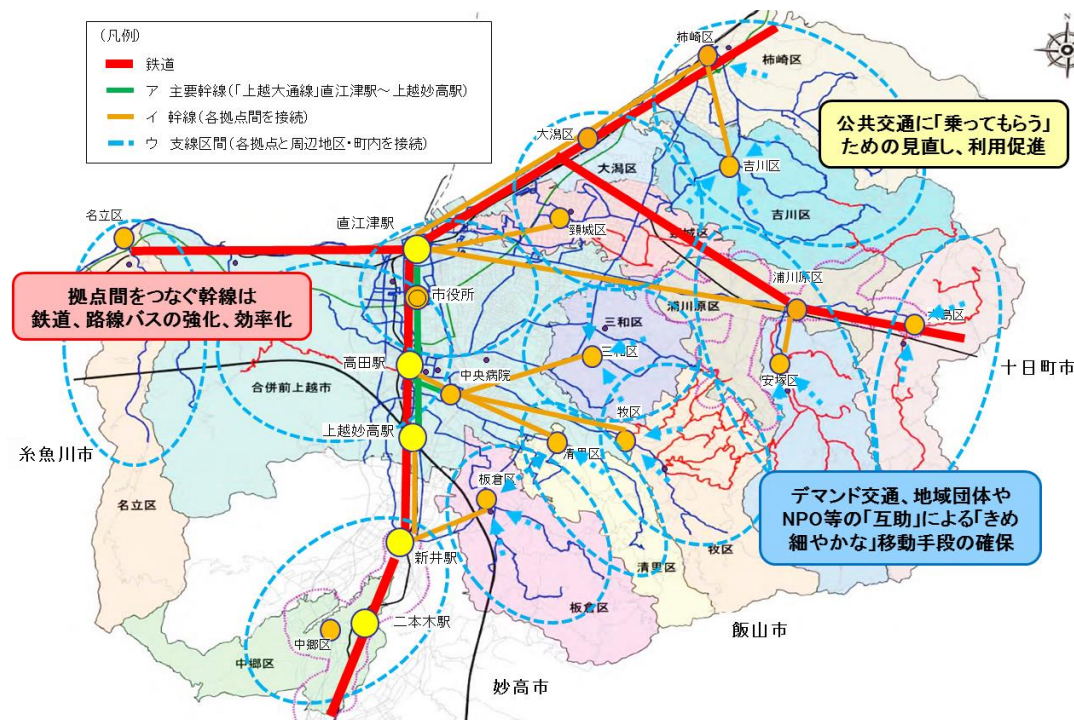 (凡例)
鉄道
ア 主要幹線(「上越大通線」直江津駅～上越妙高駅)
イ 幹線(各拠点間を接続)
ウ 支線区間(各拠点と周辺地区・町内を接続)
N
柿崎区
柿崎区
公共交通に「乗ってもらう」
ための見直し、利用促進
大潟区
大潟区
吉川区
吉川区
名立区
直江津駅
頸城区
頸城区
拠点間をつなぐ幹線は
鉄道、路線バスの強化、効率化
市役所
浦川原区
浦川原区
大島区
三和区
三和区
高田駅
中央病院
合併前上越市
安塚区
十日町市
上越妙高駅
牧区
清里区
糸魚川市
板倉区
名立区
デマンド交通、地域団体や
NPO等の「互助」による「きめ
細やかな」移動手段の確保
新井駅
牧区
清里区
板倉区
二本木駅
中郷区
中郷区
飯山市
妙高市